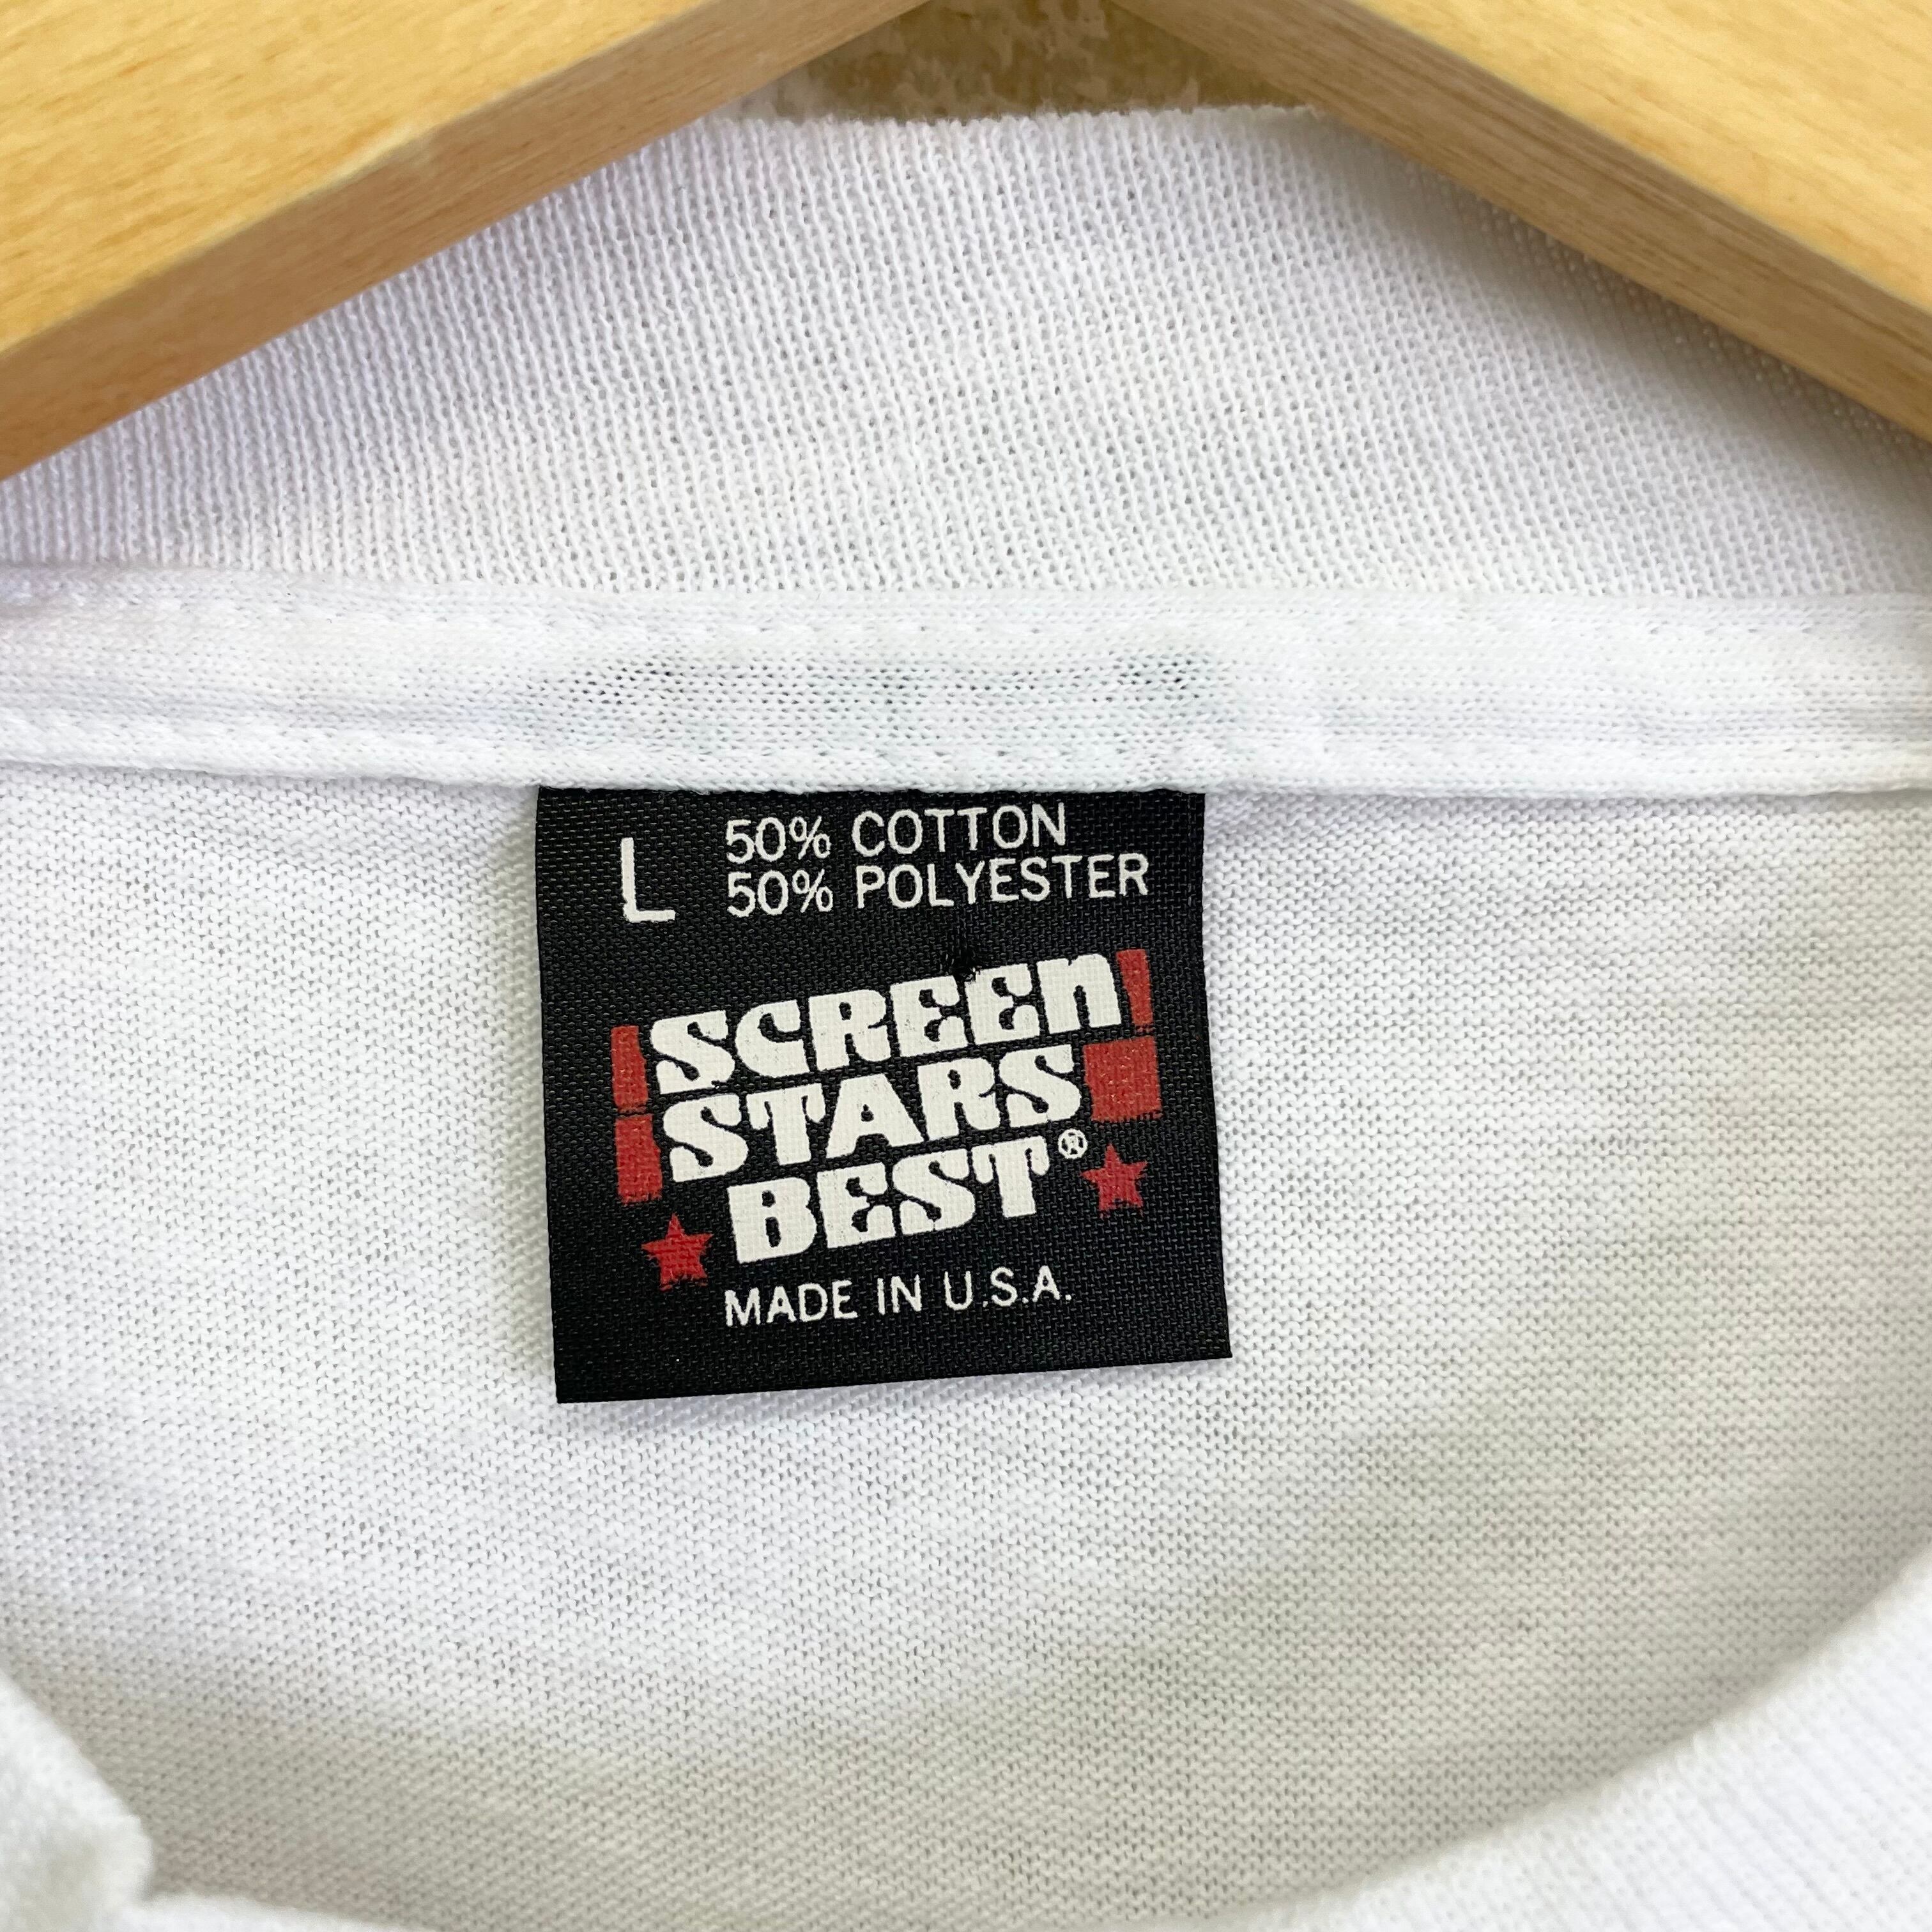 L
50% COTTON
50% POLYESTER
SCREEN
STARS
BEST®
MADE IN U.S.A.